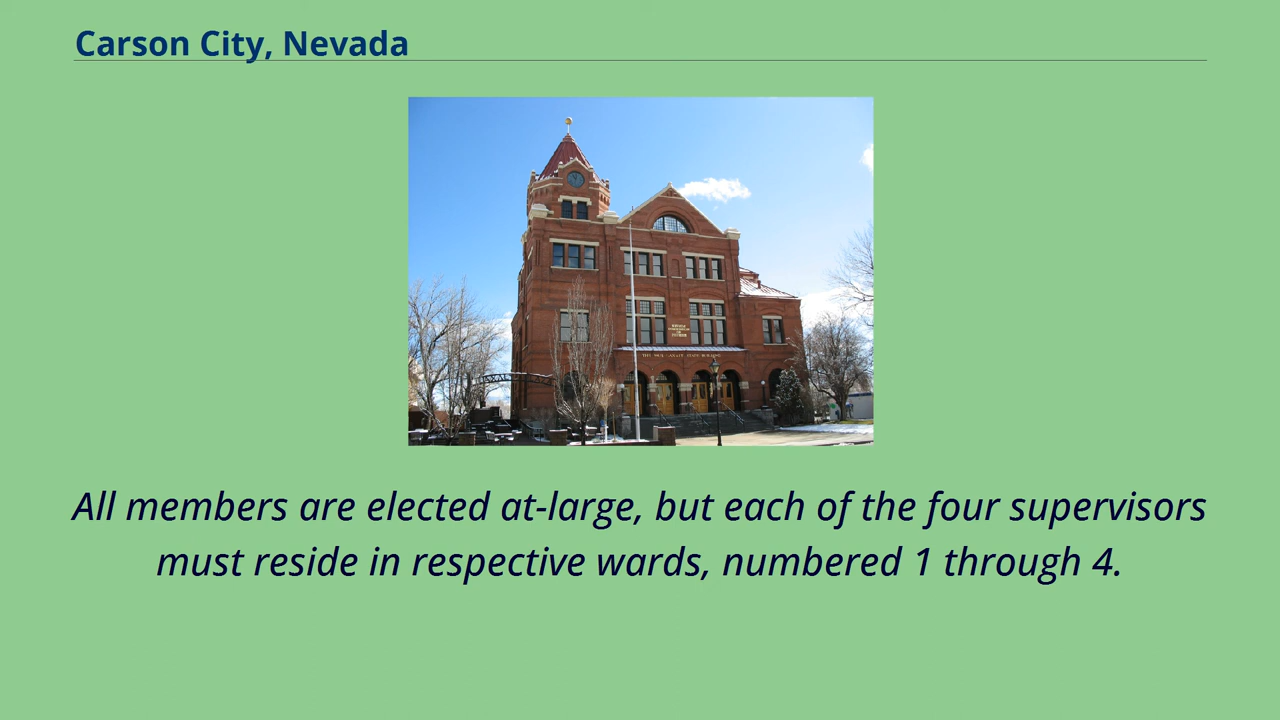 Carson City, Nevada
All members are elected at-large, but each of the four supervisors
must reside in respective wards, numbered 1 through 4.